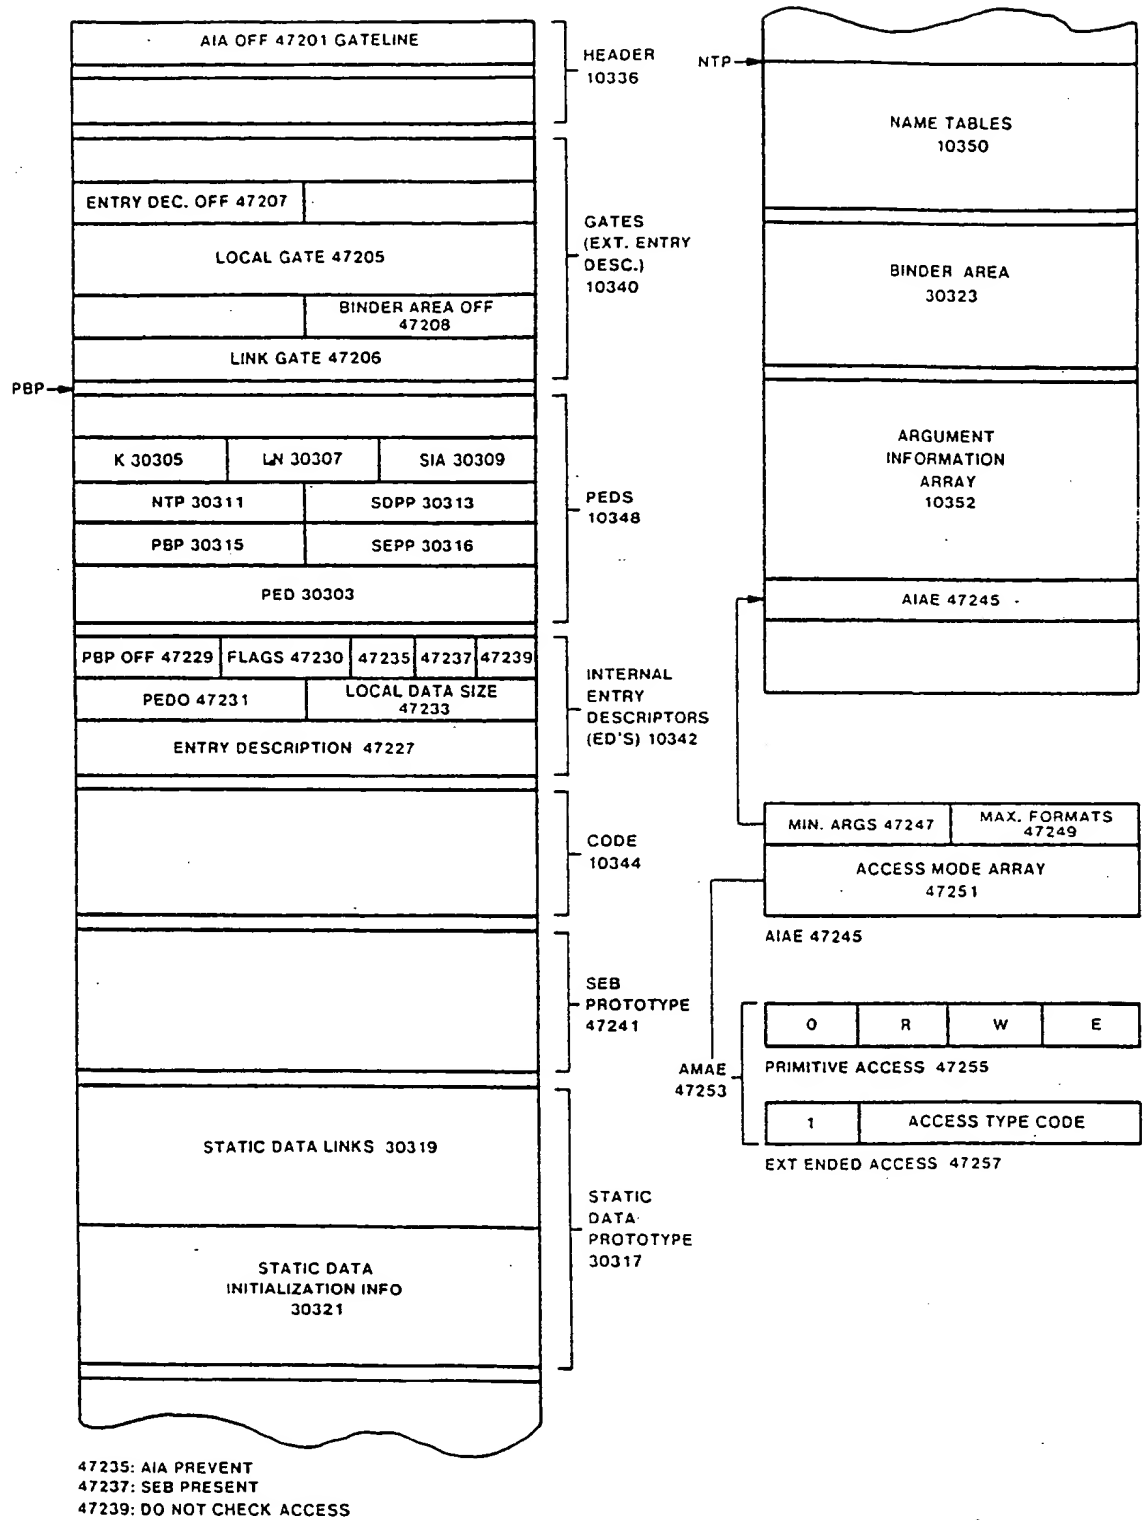 AIA OFF 47201 GATELINE
HEADER
10336
ENTRY DEC. OFF 47207
LOCAL GATE 47205
BINDER AREA OFF
47208
LINK GATE 47206
GATES
(EXT. ENTRY
DESC.)
10340
PBP
K 30305
LN 30307
SIA 30309
NTP 30311
SDPP 30313
PBP 30315
SEPP 30316
PED 30303
PEDS
10348
PBP OFF 47229
FLAGS 47230
47235
47237
47239
PEDO 47231
LOCAL DATA SIZE
47233
ENTRY DESCRIPTION 47227
INTERNAL
ENTRY
DESCRIPTORS
(ED'S) 10342
CODE
10344
SEB
PROTOTYPE
47241
STATIC DATA LINKS 30319
STATIC DATA
INITIALIZATION INFO
30321
STATIC
DATA
PROTOTYPE
30317
47235: AIA PREVENT
47237: SEB PRESENT
47239: DO NOT CHECK ACCESS
NTP
NAME TABLES
10350
BINDER AREA
30323
ARGUMENT
INFORMATION
ARRAY
10352
AIAE 47245
MIN. ARGS 47247
MAX. FORMATS
47249
ACCESS MODE ARRAY
47251
AIAE 47245
AMAE
47253
O
R
W
E
PRIMITIVE ACCESS 47255
1
ACCESS TYPE CODE
EXT ENDED ACCESS 47257